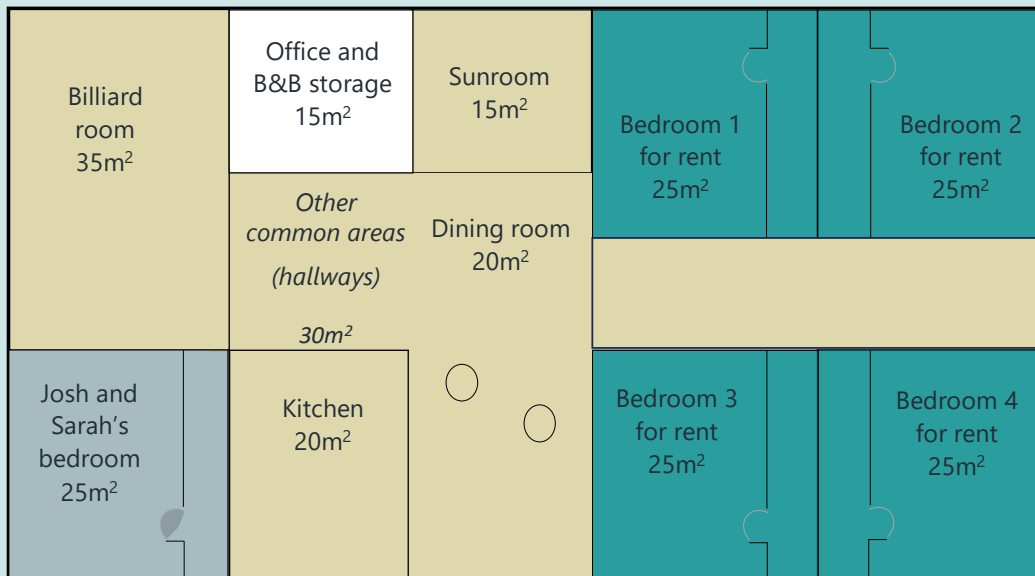 Billiard
room
35m²
Office and
B&B storage
15m²
Sunroom
15m²
Bedroom 1
for rent
25m²
Bedroom 2
for rent
25m²
Other
common areas
(hallways)
30m²
Dining room
20m²
Josh and
Sarah’s
bedroom
25m²
Kitchen
20m²
Bedroom 3
for rent
25m²
Bedroom 4
for rent
25m²